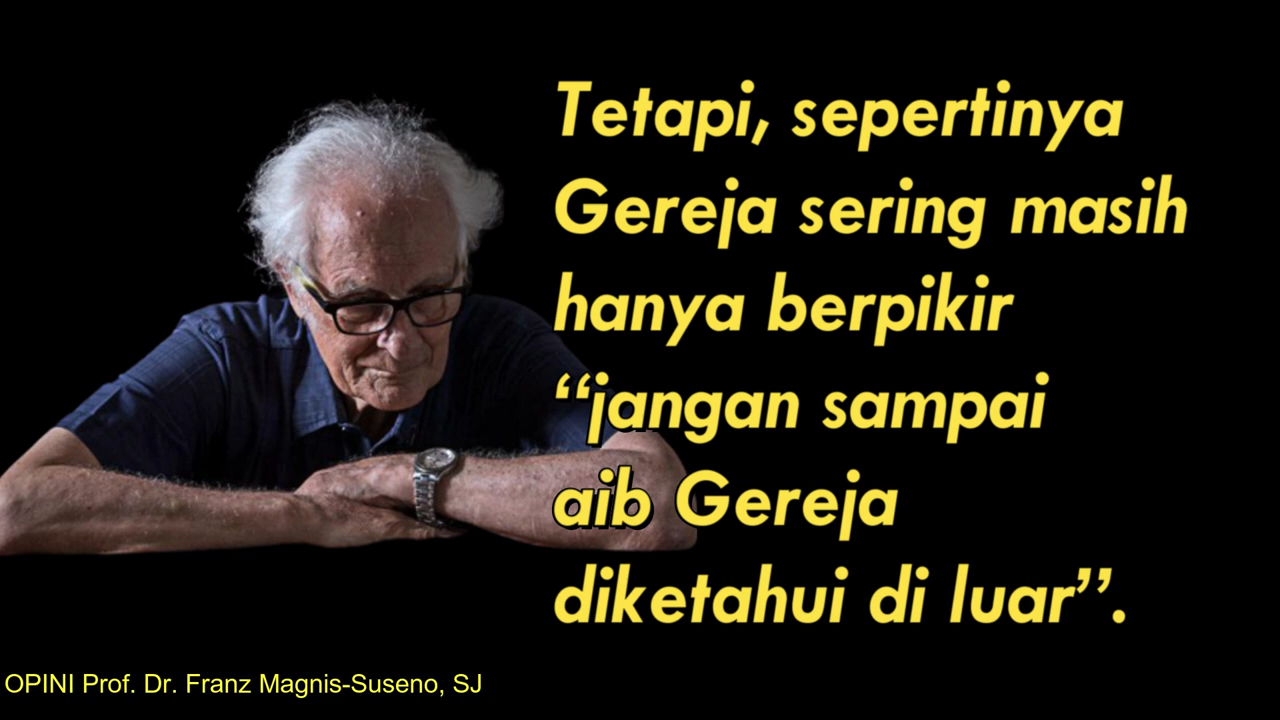 Tetapi, sepertinya
Gereja sering masih
hanya berpikir
“jangan sampai
aib Gereja
diketahui di luar”.
OPINI Prof. Dr. Franz Magnis-Suseno, SJ